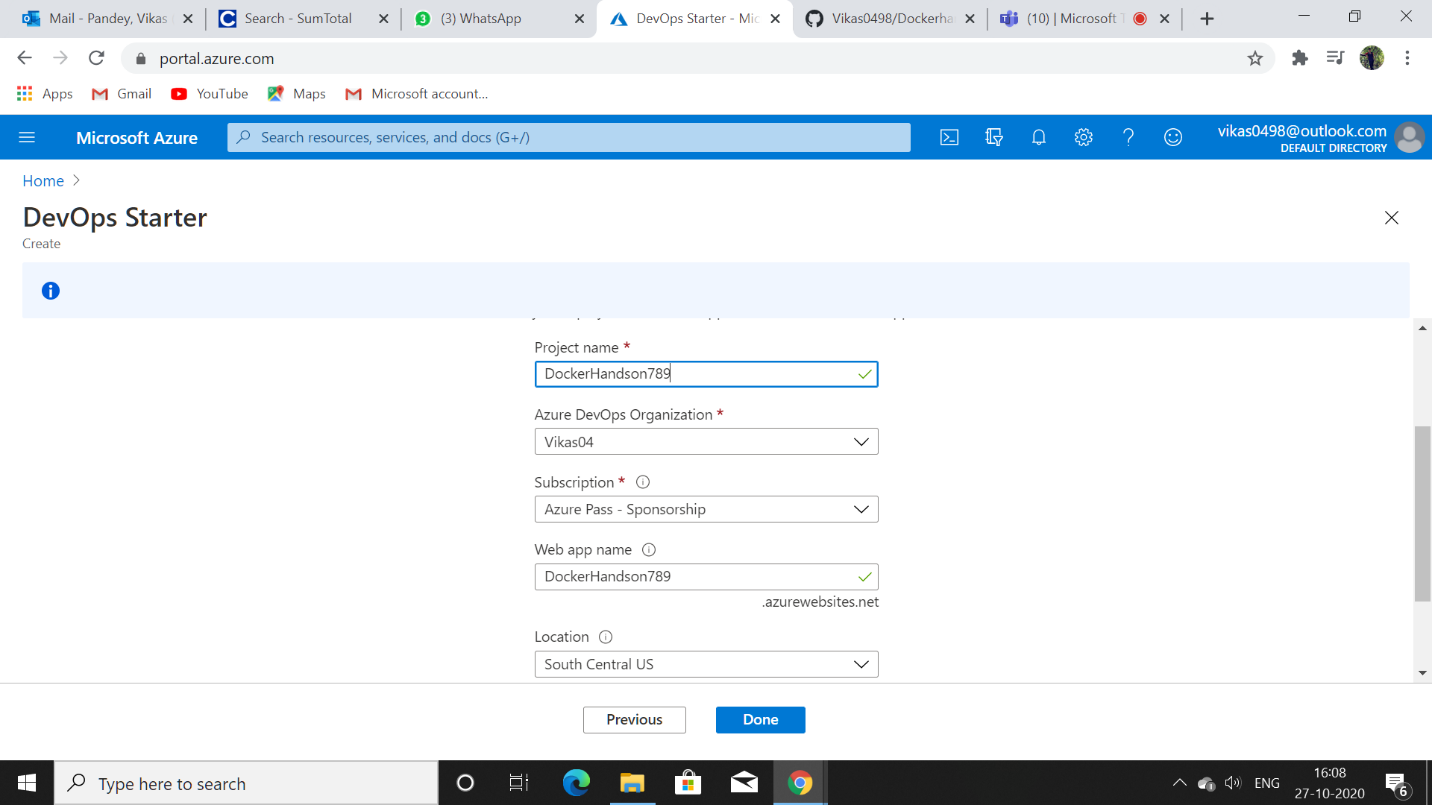 Mail - Pandey, Vikas
Search - SumTotal
3 (3) WhatsApp
DevOps Starter - Mic
Vikas0498/Dockerha
(10) | Microsoft T
portal.azure.com
Apps Gmail YouTube Maps Microsoft account...
Microsoft Azure
Search resources, services, and docs (G+/)
vikas0498@outlook.com
DEFAULT DIRECTORY
Home >
DevOps Starter
Create
Project name *
DockerHandson789
Azure DevOps Organization *
Vikas04
Subscription *
Azure Pass - Sponsorship
Web app name
DockerHandson789
.azurewebsites.net
Location
South Central US
Previous Done
Type here to search
ENG
16:08
27-10-2020
6